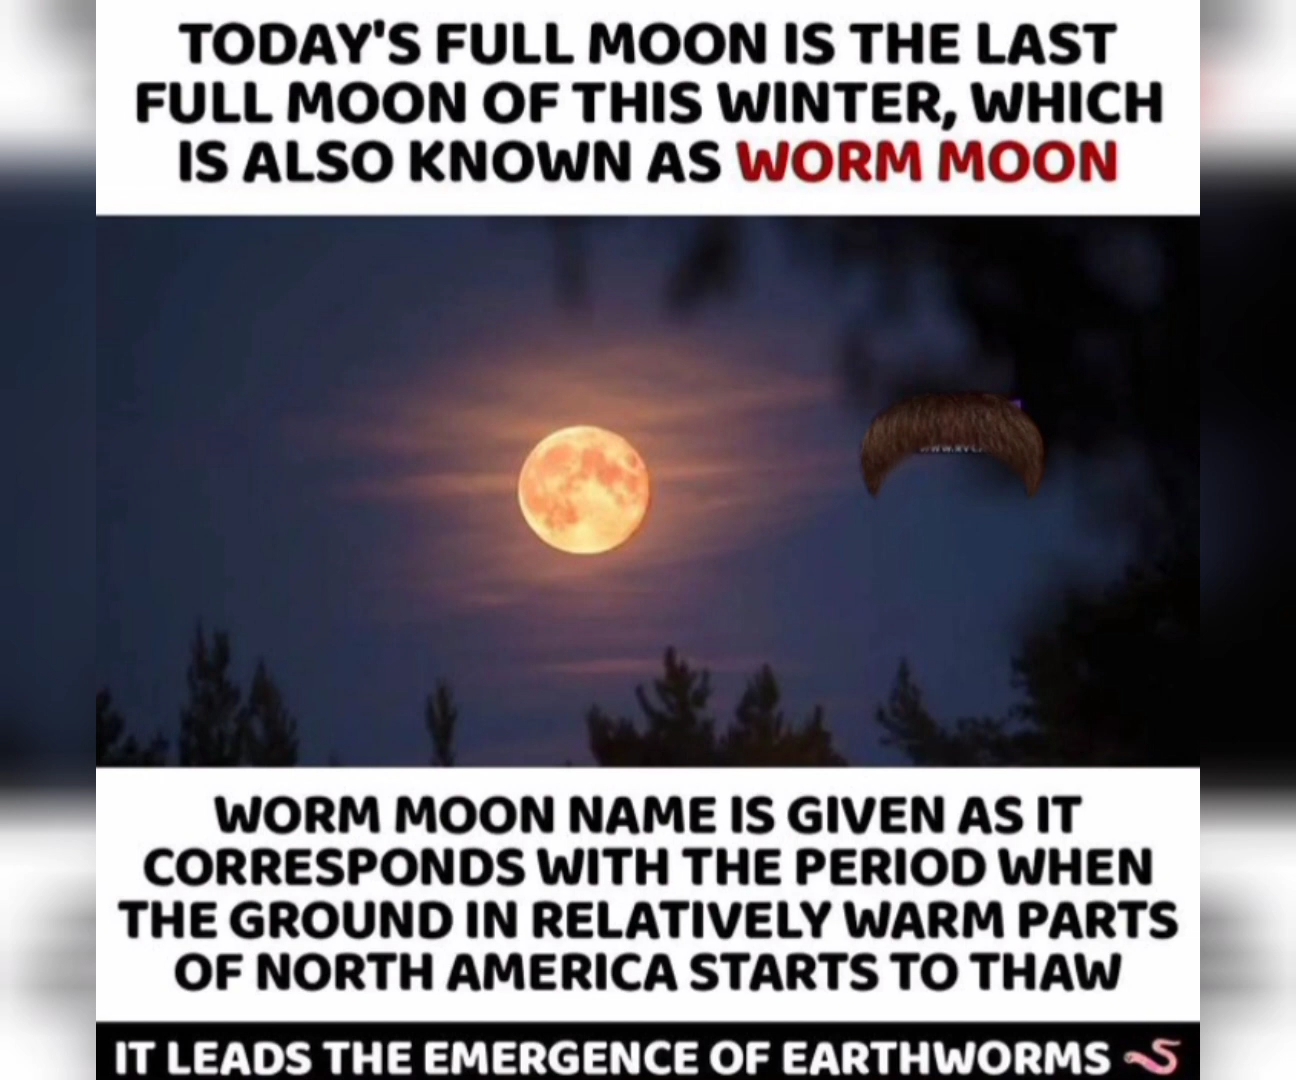 TODAY'S FULL MOON IS THE LAST
FULL MOON OF THIS WINTER, WHICH
IS ALSO KNOWN AS WORM MOON
WORM MOON NAME IS GIVEN AS IT
CORRESPONDS WITH THE PERIOD WHEN
THE GROUND IN RELATIVELY WARM PARTS
OF NORTH AMERICA STARTS TO THAW
IT LEADS THE EMERGENCE OF EARTHWORMS